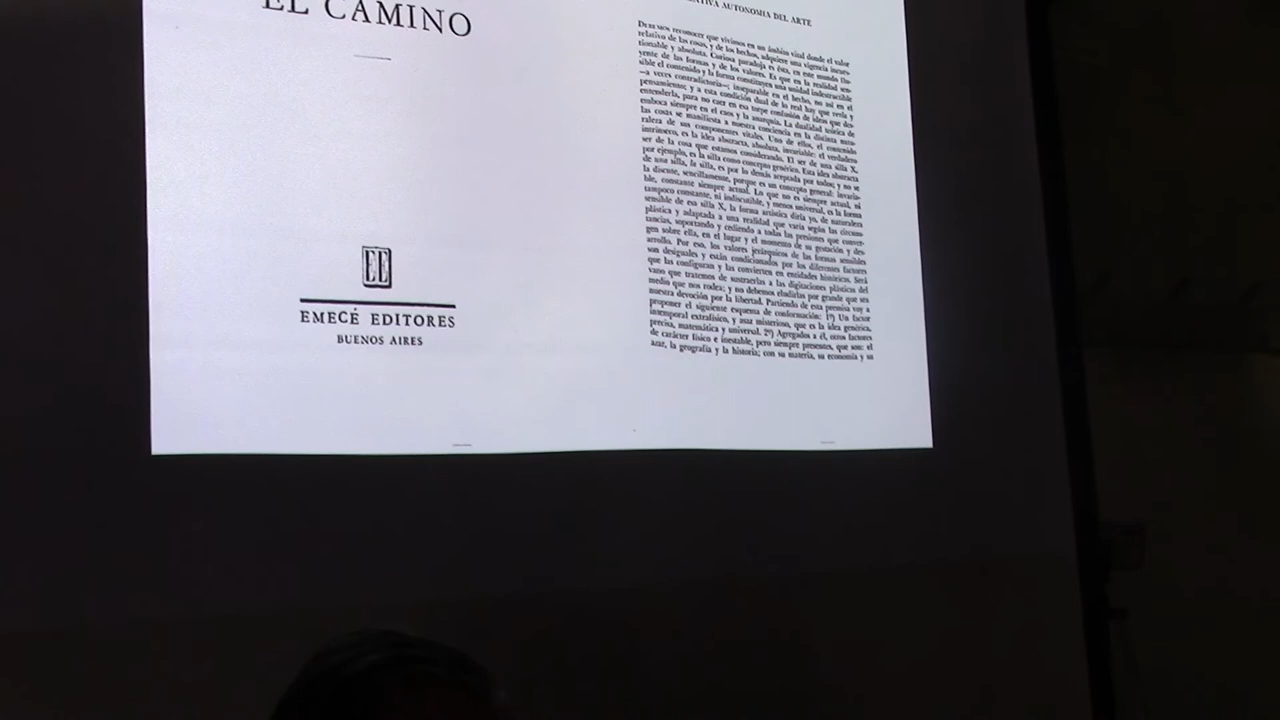 EL CAMINO
EE
EMECÉ EDITORES
BUENOS AIRES
AUTONOMIA DEL ARTE
DEBEMOS reconocer que vivimos en un ámbito vital donde el valor
relativo de las cosas, y de los hechos, adquiere una vigencia incues-
tionable y absoluta. Curiosa paradoja es ésta, en este mundo flu-
yente de las formas y de los valores. Es que en la realidad sen-
sible el contenido y la forma constituyen una unidad indestructible
—a veces contradictoria—; inseparable en el hecho, no así en el
pensamiento; y a esta condición dual de lo real hay que verla y
entenderla, para no caer en esa torpe confusión de ideas que des-
emboca siempre en el caos y la anarquía. La dualidad teórica de
las cosas se manifiesta a nuestra conciencia en la distinta natu-
raleza de sus componentes vitales. Uno de ellos, el contenido
intrínseco, es la idea abstracta, absoluta, invariable: el verdadero
ser de la cosa que estamos considerando. El ser de una silla X,
por ejemplo, es la silla como concepto genérico. Esta idea abstracta
de una silla, la silla, es por lo demás aceptada por todos; y no se
la discute, sencillamente, porque es un concepto general: invaria-
ble, constante siempre actual. Lo que no es siempre actual, ni
tampoco constante, ni indiscutible, y menos universal, es la forma
sensible de esa silla X, la forma artística diría yo, de naturaleza
plástica y adaptada a una realidad que varía según las circuns-
tancias, soportando y cediendo a todas las presiones que conver-
gen sobre ella, en el lugar y el momento de su gestación y des-
arrollo. Por eso, los valores jerárquicos de las formas sensibles
son desiguales y están condicionados por los diferentes factores
que las configuran y las convierten en entidades históricas. Será
vano que tratemos de sustraerlas a las digitaciones plásticas del
medio que nos rodea; y no debemos eludirlas por grande que sea
nuestra devoción por la libertad. Partiendo de esta premisa voy a
proponer el siguiente esquema de conformación: 1º) Un factor
intemporal extrafísico, y asaz misterioso, que es la idea genérica,
precisa, matemática y universal. 2º) Agregados a él, otros factores
de carácter físico e inestable, pero siempre presentes, que son: el
azar, la geografía y la historia; con su materia, su economía y su